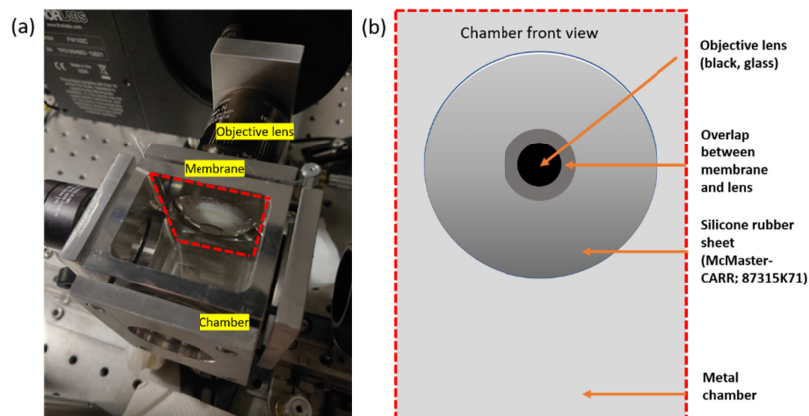 (a)
THORLABS
Objective lens
Membrane
Chamber
(b)
Chamber front view
Objective lens
(black, glass)
Overlap
between
membrane
and lens
Silicone rubber
sheet
(McMaster-
CARR; 87315K71)
Metal
chamber